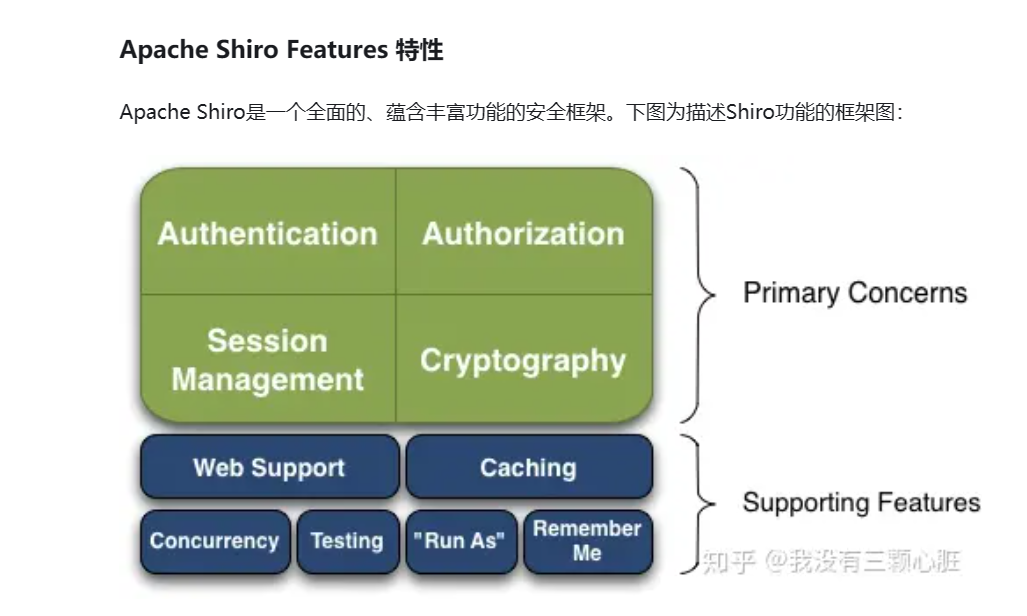 Apache Shiro Features 特性
Apache Shiro是一个全面的、蕴含丰富功能的安全框架。下图为描述Shiro功能的框架图：
Authentication
Authorization
Session
Management
Cryptography
Primary Concerns
Web Support
Caching
Concurrency
Testing
"Run As"
Remember
Me
Supporting Features
知乎 @我没有三颗心脏